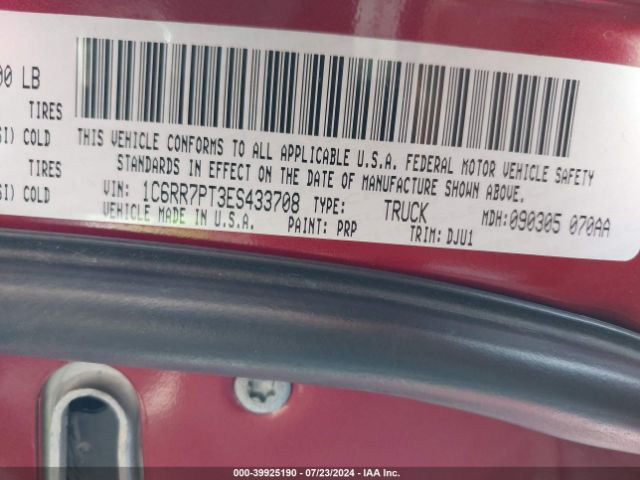 00 LB
TIRES
SI) COLD
TIRES
SI) COLD
THIS VEHICLE CONFORMS TO ALL APPLICABLE U.S.A. FEDERAL MOTOR VEHICLE SAFETY
STANDARDS IN EFFECT ON THE DATE OF MANUFACTURE SHOWN ABOVE.
VIN: 1C6RR7PT3ES433708 TYPE: TRUCK MDH:090305 070AA
VEHICLE MADE IN U.S.A. PAINT: PRP TRIM: DJU1
000-39925190 - 07/23/2024 - IAA Inc.